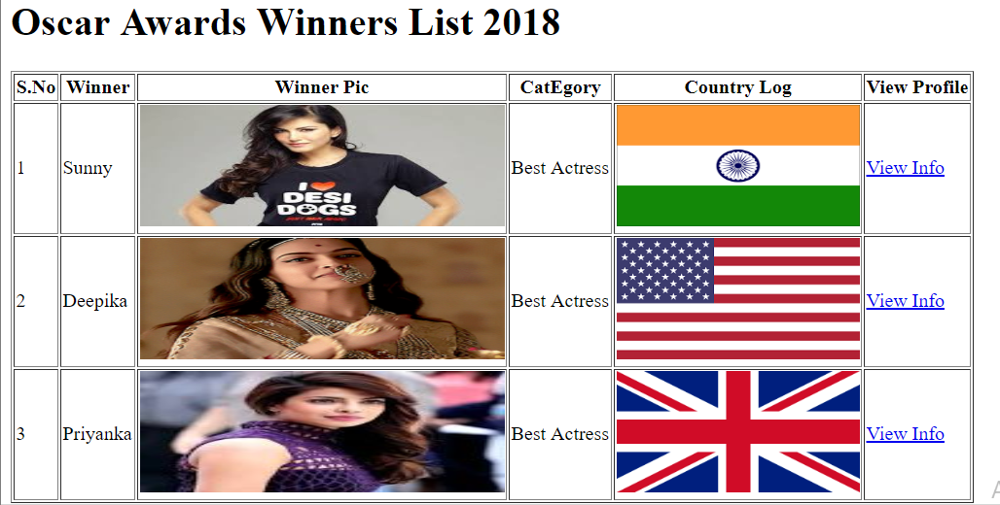 Oscar Awards Winners List 2018
S.No Winner Winner Pic CatEgory Country Log View Profile
1 Sunny Best Actress View Info
I
DESI
DOGS
2 Deepika Best Actress View Info
3 Priyanka Best Actress View Info